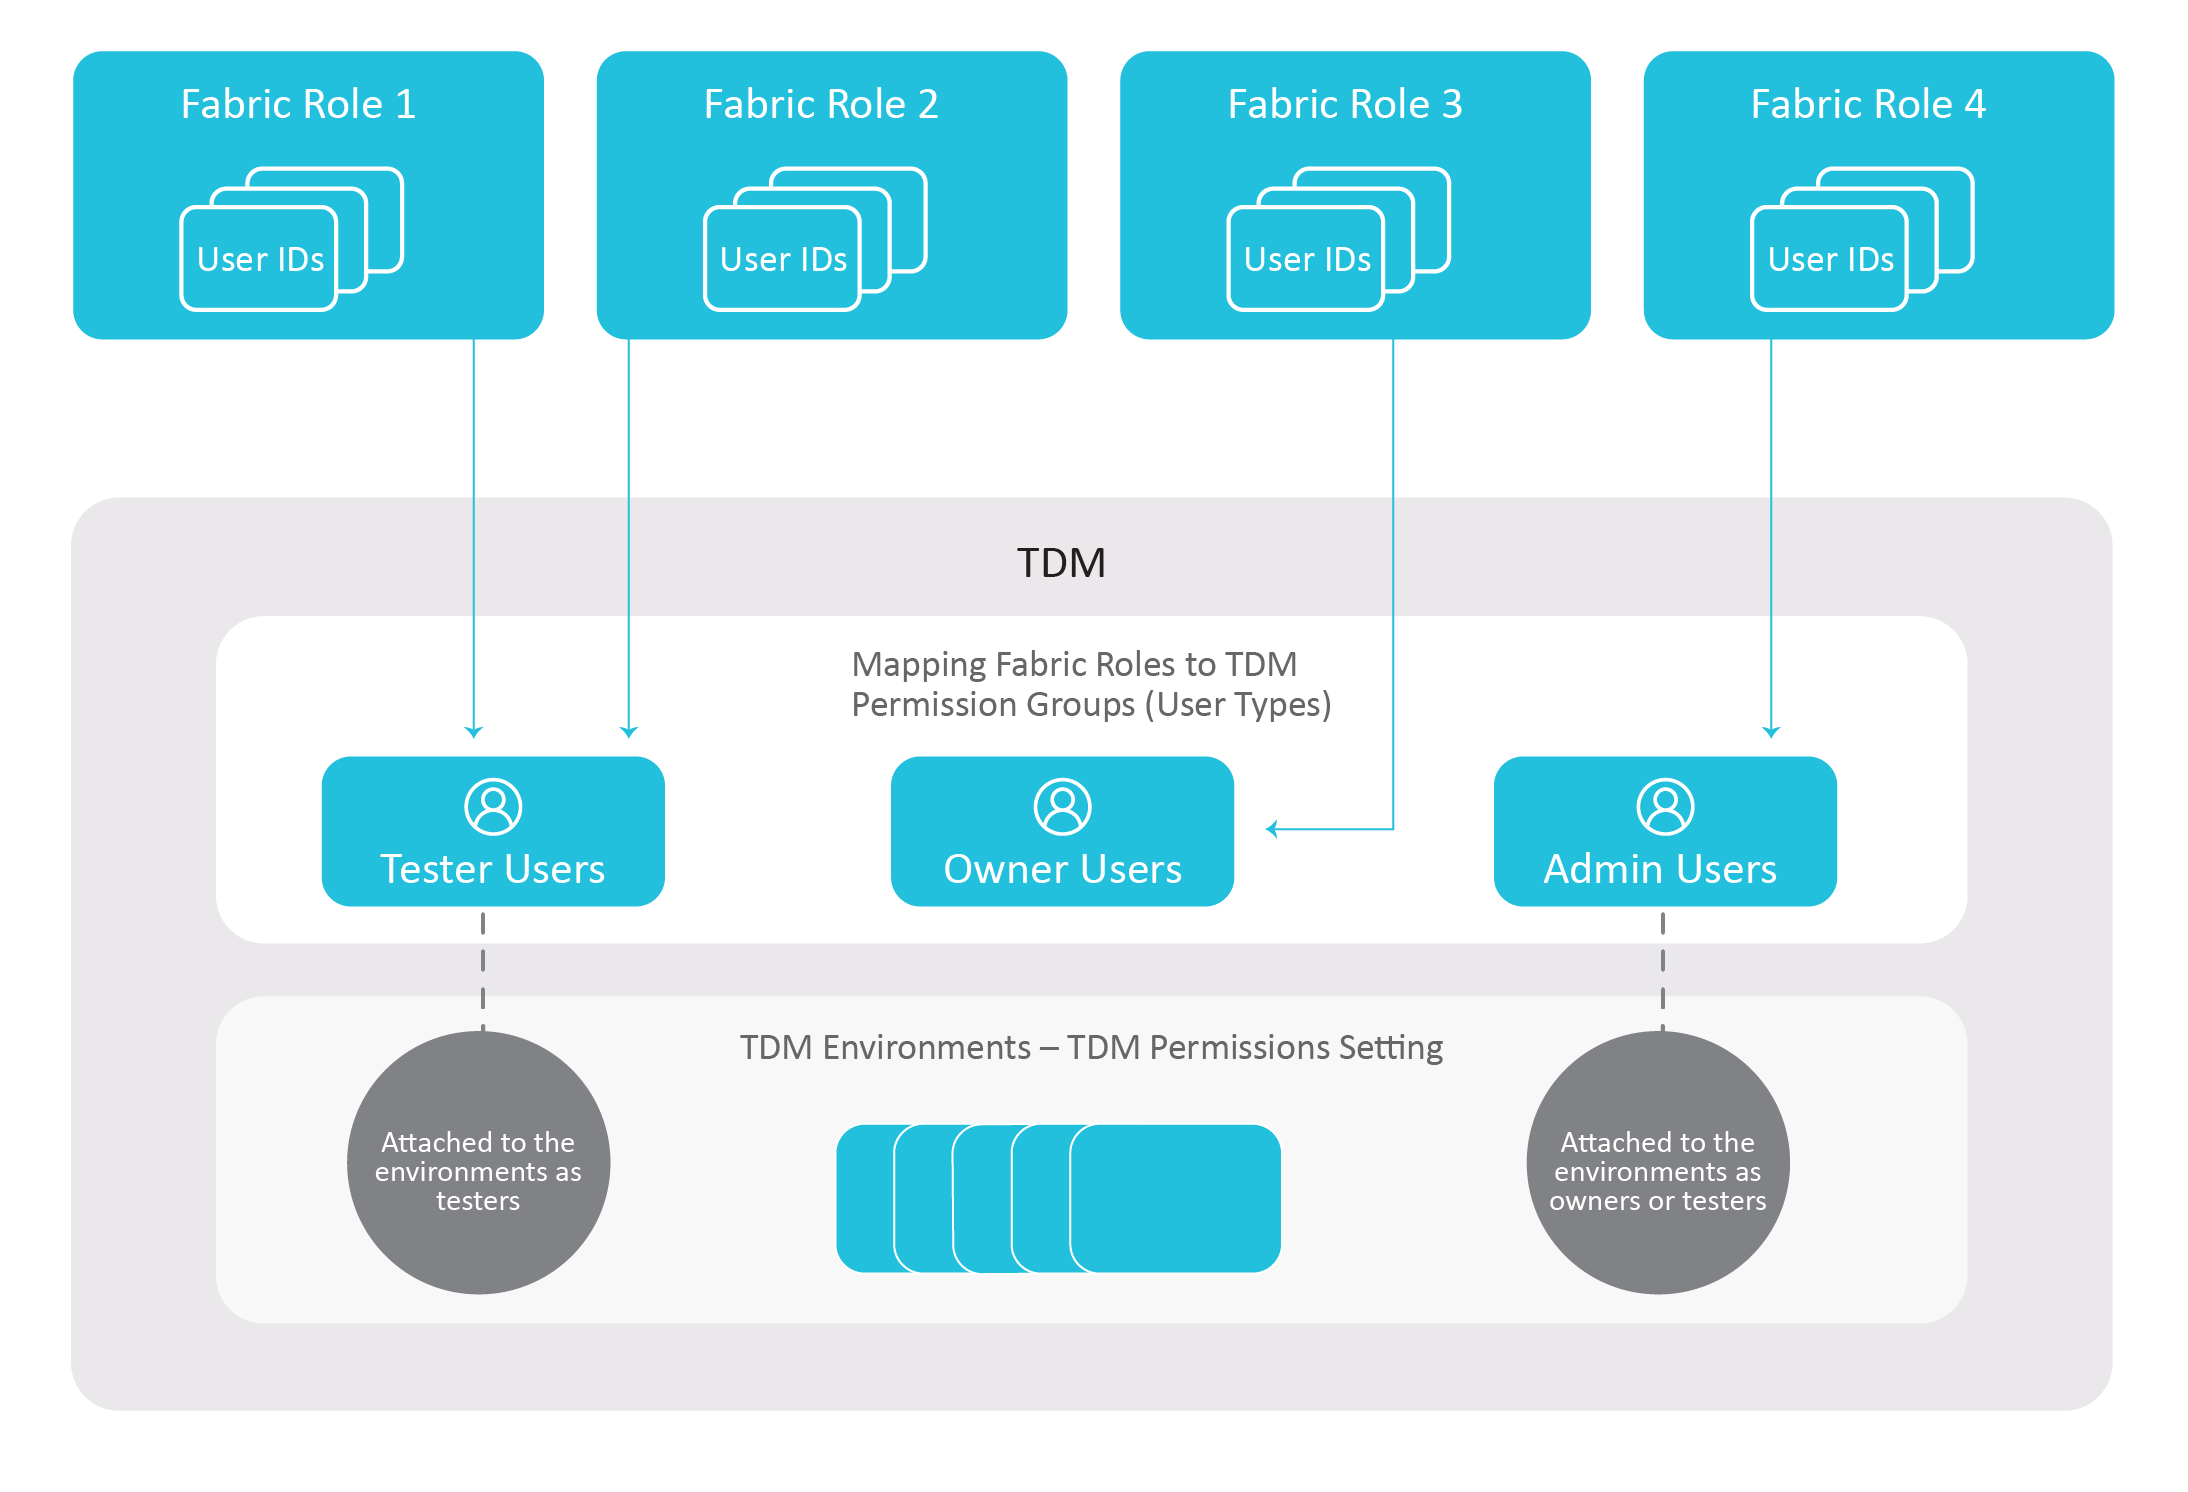 Fabric Role 1
User IDs
Fabric Role 2
User IDs
Fabric Role 3
User IDs
Fabric Role 4
User IDs
TDM
Mapping Fabric Roles to TDM
Permission Groups (User Types)
Tester Users
Owner Users
Admin Users
TDM Environments – TDM Permissions Setting
Attached to the
environments as
testers
Attached to the
environments as
owners or testers